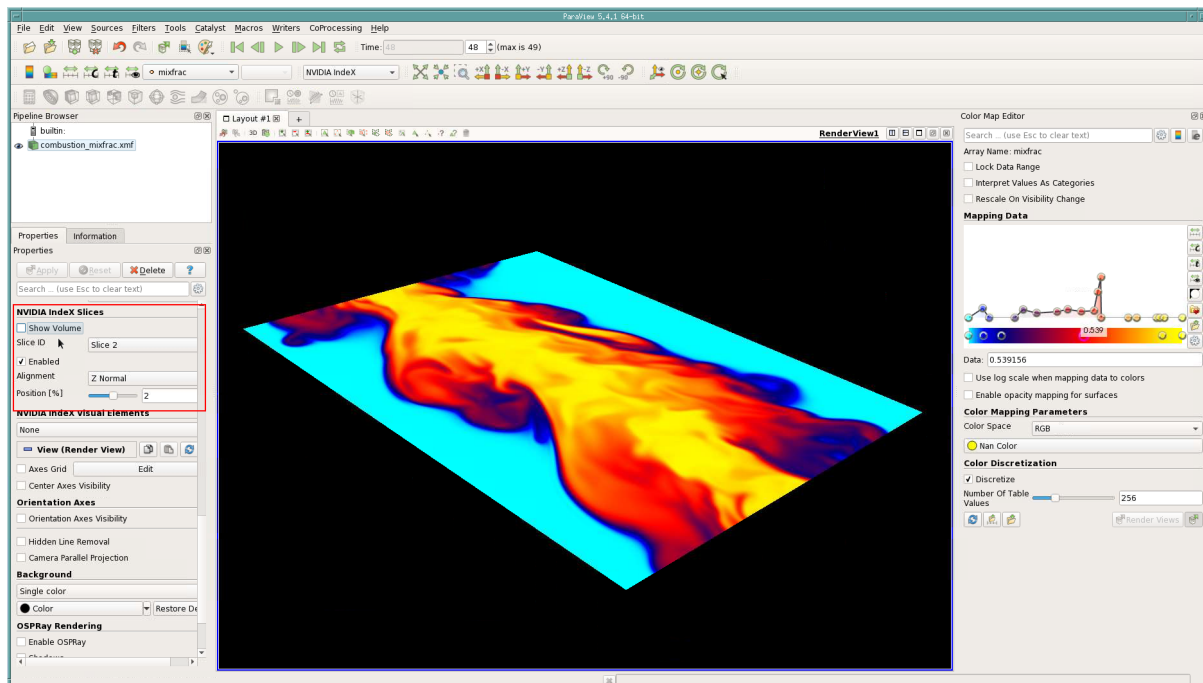 ParaView 5.4.1 64-bit
File Edit View Sources Filters Tools Catalyst Macros Writers CoProcessing Help
Time: 48 48 (max is 49)
mixfrac NVIDIA IndeX +X -X +Y -Y +Z -Z +90 -90
Pipeline Browser
builtin:
combustion_mixfrac.xmf
Properties Information
Properties
Apply Reset Delete ?
Search ... (use Esc to clear text)
NVIDIA IndeX Slices
Show Volume
Slice ID Slice 2
Enabled
Alignment Z Normal
Position [%] 2
NVIDIA IndeX Visual Elements
None
View (Render View)
Axes Grid Edit
Center Axes Visibility
Orientation Axes
Orientation Axes Visibility
Hidden Line Removal
Camera Parallel Projection
Background
Single color
Color Restore De
OSPRay Rendering
Enable OSPRay
Layout #1 +
3D RenderView1
Color Map Editor
Search ... (use Esc to clear text)
Array Name: mixfrac
Lock Data Range
Interpret Values As Categories
Rescale On Visibility Change
Mapping Data
0.539
Data: 0.539156
Use log scale when mapping data to colors
Enable opacity mapping for surfaces
Color Mapping Parameters
Color Space RGB
Nan Color
Color Discretization
Discretize
Number Of Table
Values 256
Render Views